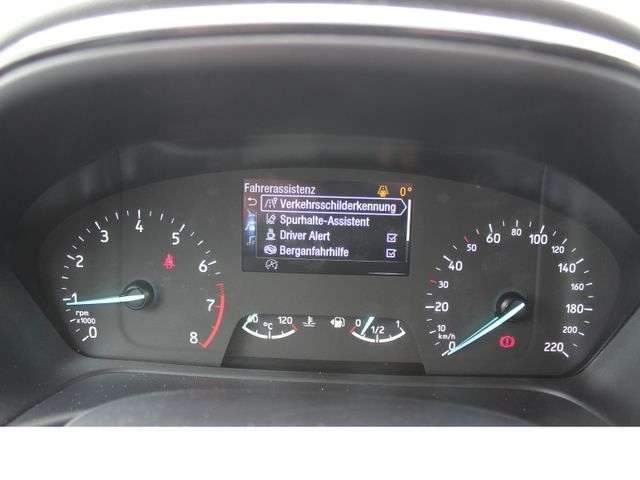 Fahrerassistenz 0°
Verkehrsschilderkennung
Spurhalte-Assistent
Driver Alert
Berganfahrhilfe
0 1 2 3 4 5 6 7 8
rpm
x1000
120
°C
0 1/2 1
0 10 20 30 40 50 60 80 100 120 140 160 180 200 220
km/h